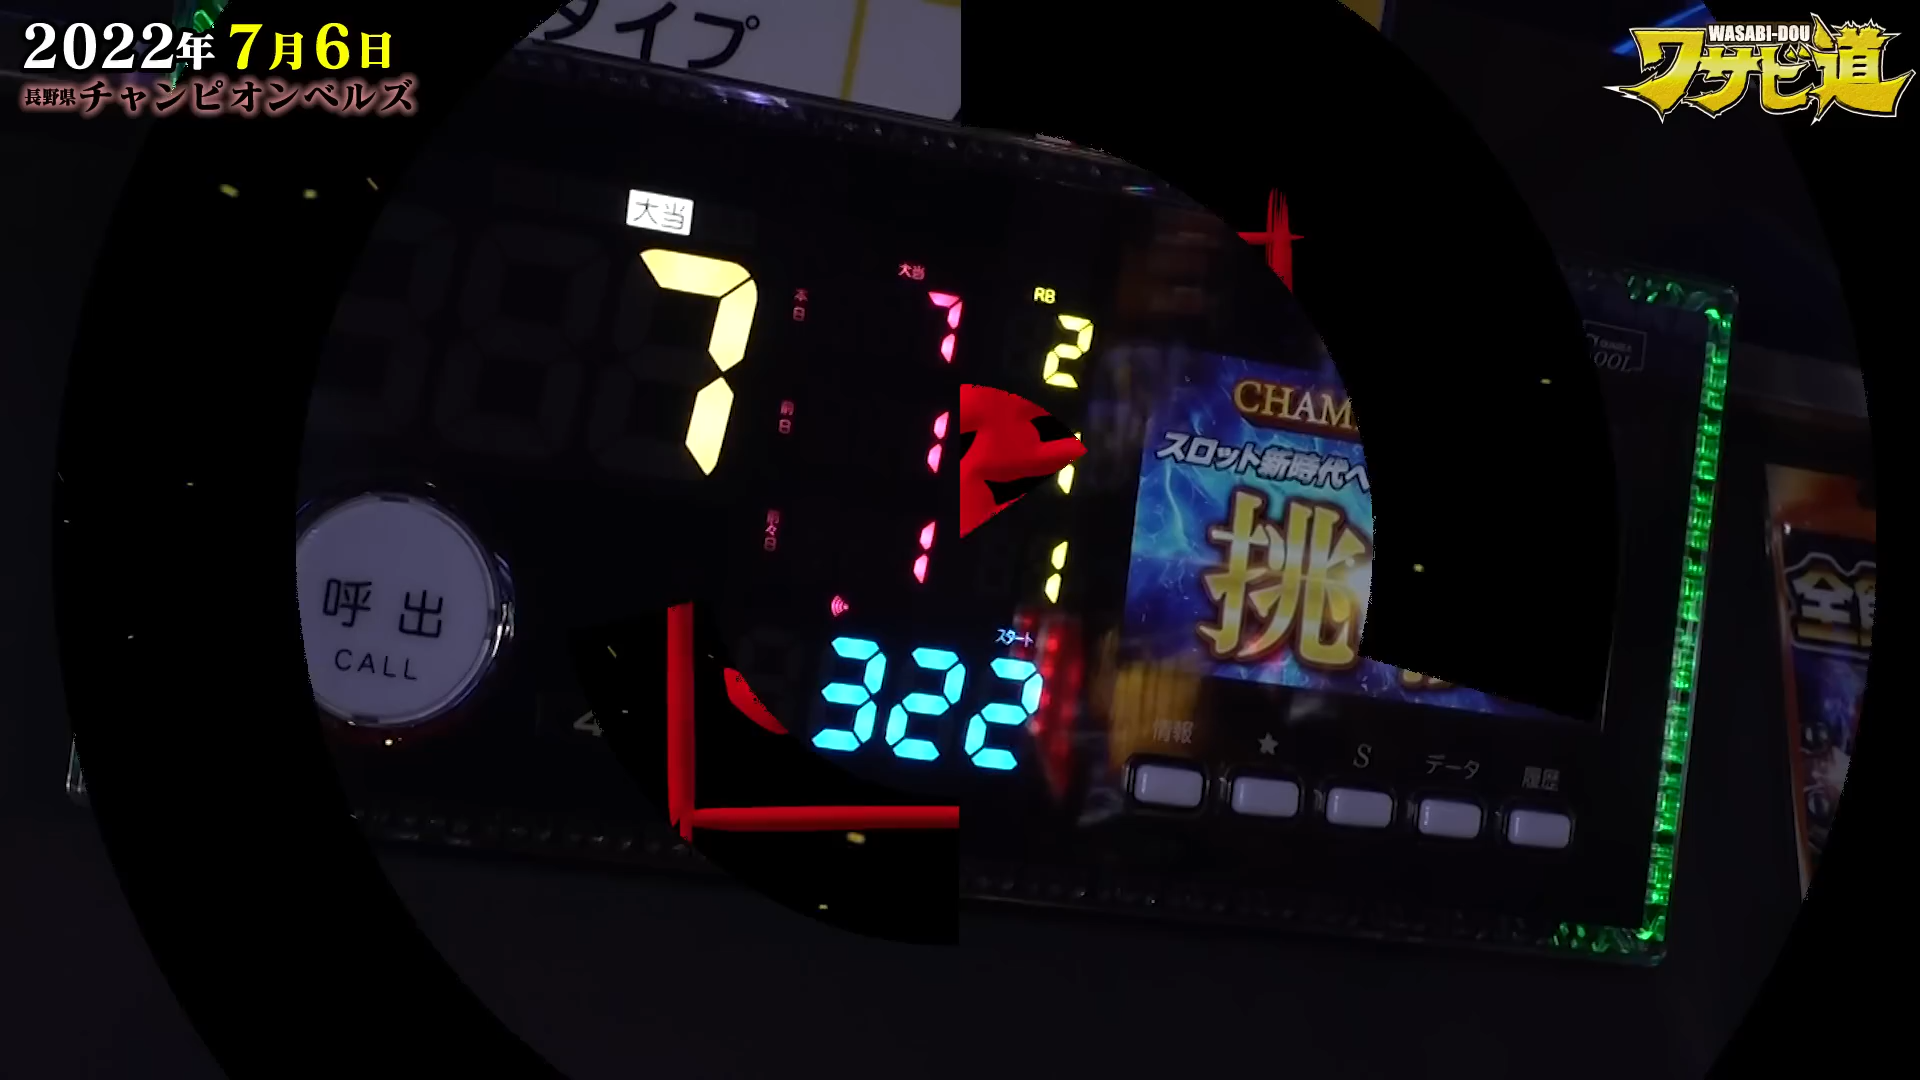 2022年 7月6日
長野県チャンピオンベルズ
WASABI-DOU
ワサビ道
タイプ
大当
7
本日
大当
7
RB
2
前日
1
1
前々日
1
1
スタート
322
呼出
CALL
CHAM
スロット新時代へ
挑
全
情報
★
S
データ
履歴